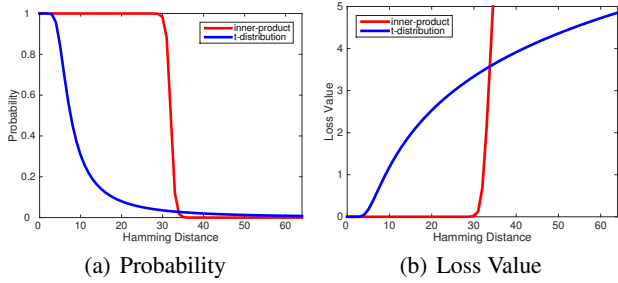 inner-product
t-distribution
1
0.8
0.6
0.4
0.2
0
Probability
0 10 20 30 40 50 60
Hamming Distance
(a) Probability
inner-product
t-distribution
5
4
3
2
1
0
Loss Value
0 10 20 30 40 50 60
Hamming Distance
(b) Loss Value